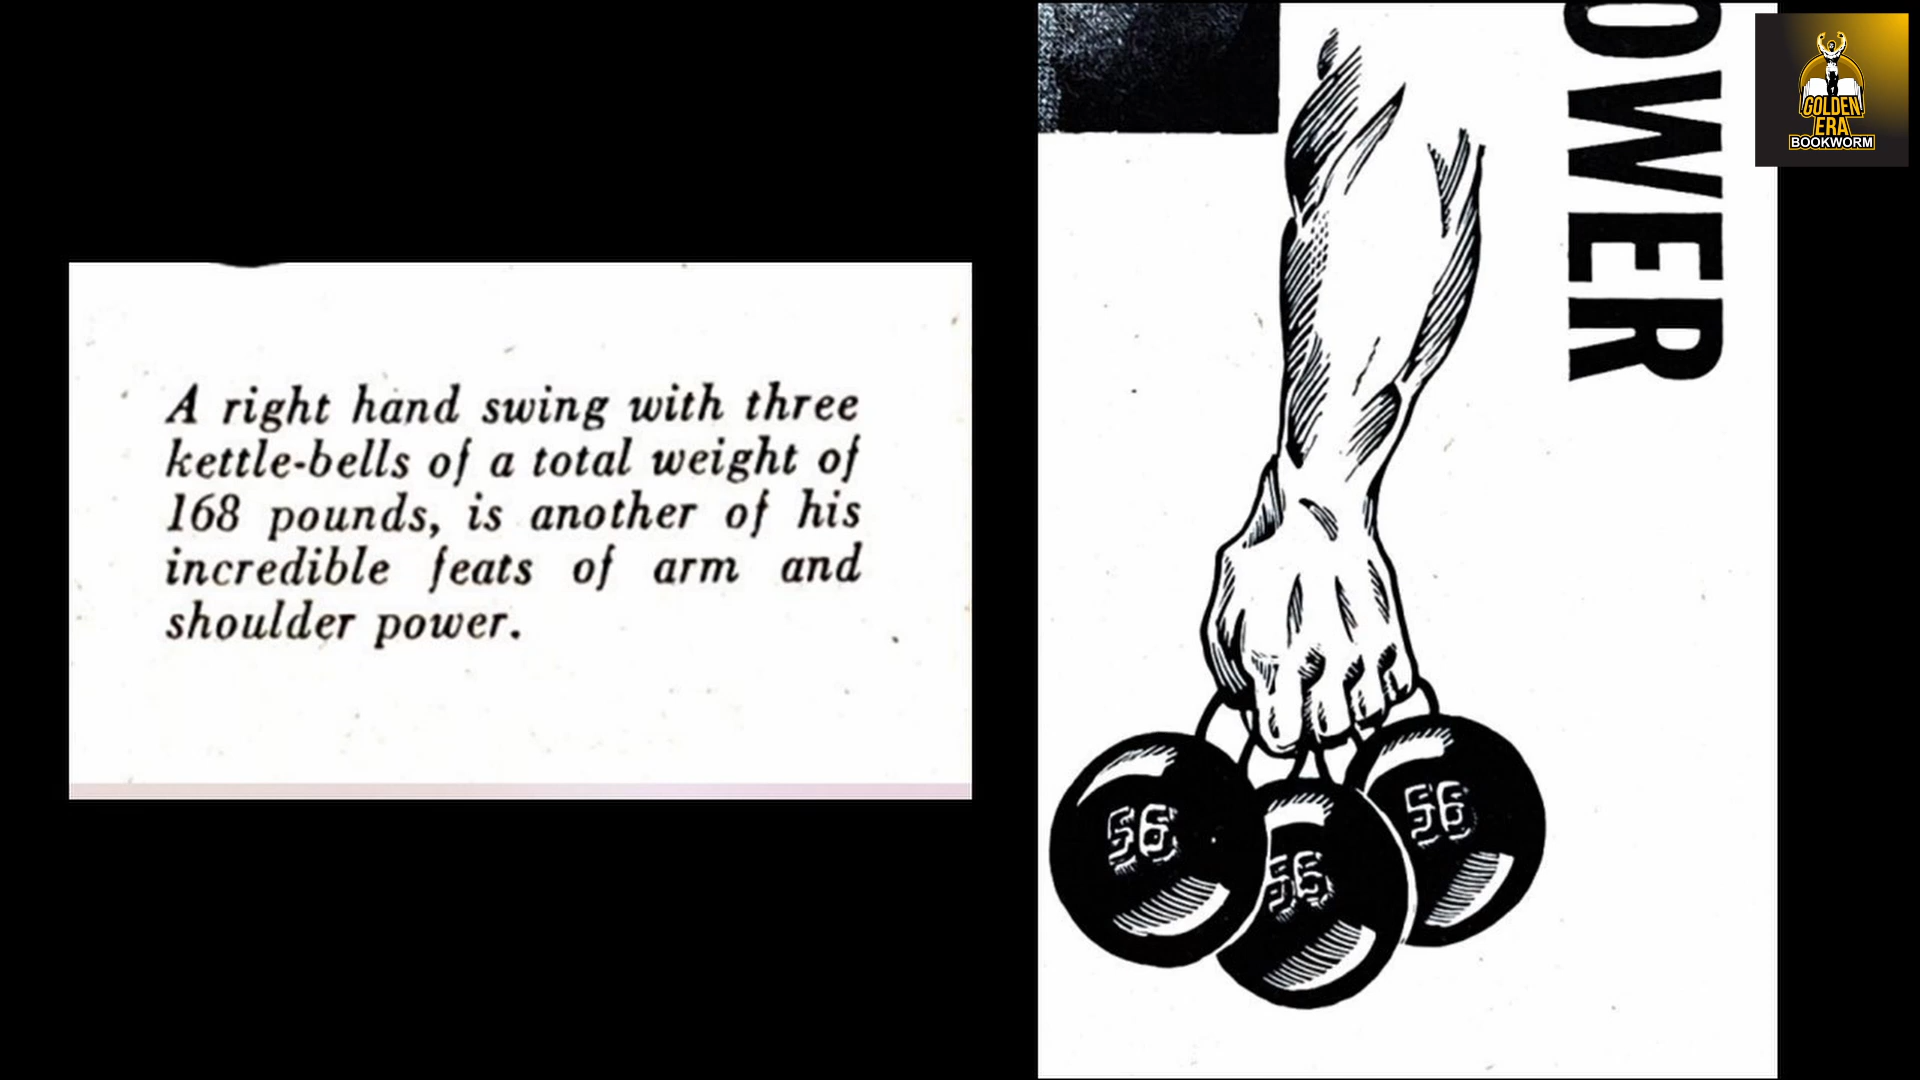 A right hand swing with three
kettle-bells of a total weight of
168 pounds, is another of his
incredible feats of arm and
shoulder power.
OWER
GOLDEN
ERA
BOOKWORM
56
56
56